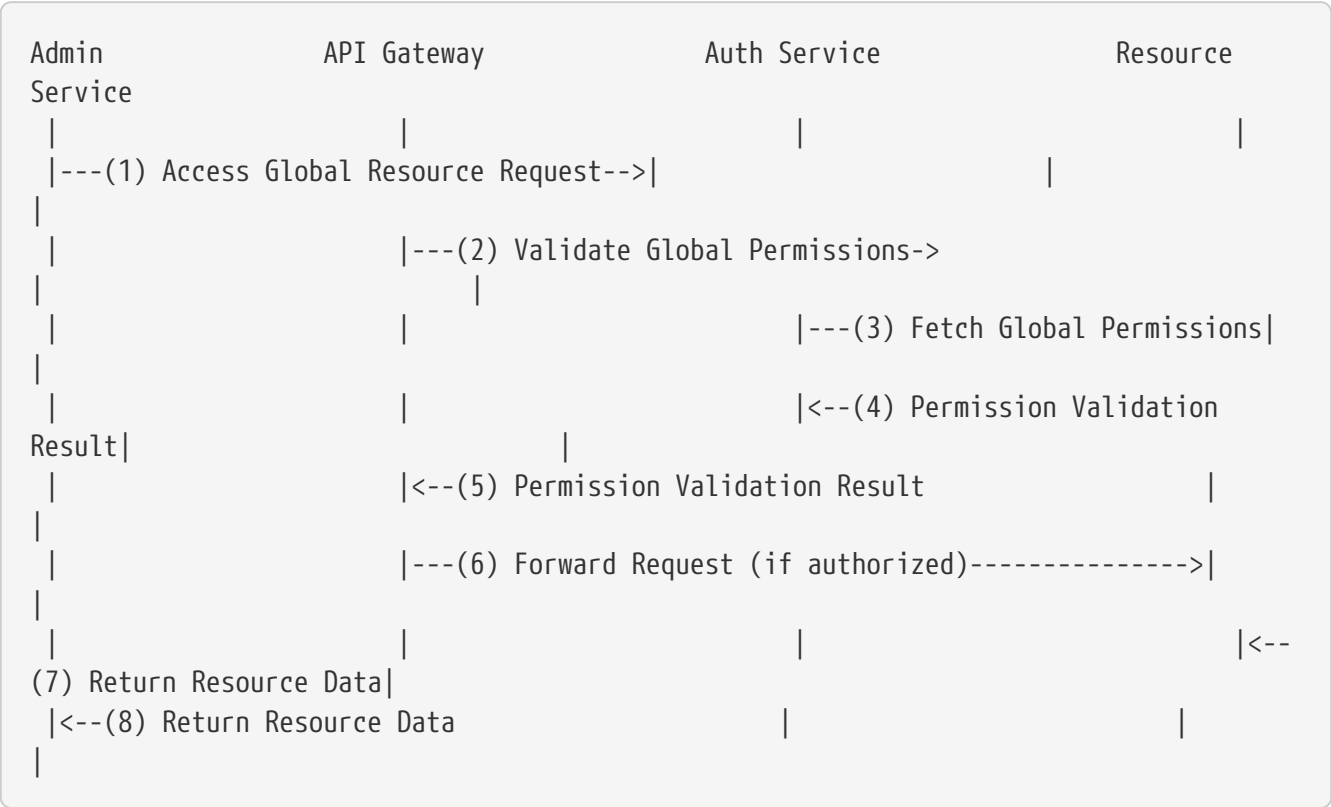 Admin               API Gateway               Auth Service                Resource
Service
 |                        |                           |                              |
 |---(1) Access Global Resource Request-->|                           |
|
 |                        |---(2) Validate Global Permissions->
|                              |
 |                        |                           |---(3) Fetch Global Permissions|
|
 |                        |                           |<--(4) Permission Validation
Result|                              |
 |                        |<--(5) Permission Validation Result                    |
|
 |                        |---(6) Forward Request (if authorized)--------------->|
|
 |                        |                           |                              |<--
(7) Return Resource Data|
 |<--(8) Return Resource Data                       |                           |
|